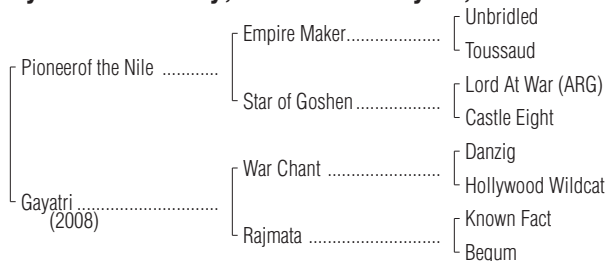 Unbridled
Empire Maker.....................
Toussaud
Pioneerof the Nile ............
Lord At War (ARG)
Star of Goshen ...................
Castle Eight
Danzig
War Chant .........................
Hollywood Wildcat
Gayatri ...............................
(2008)
Known Fact
Rajmata .............................
Begum